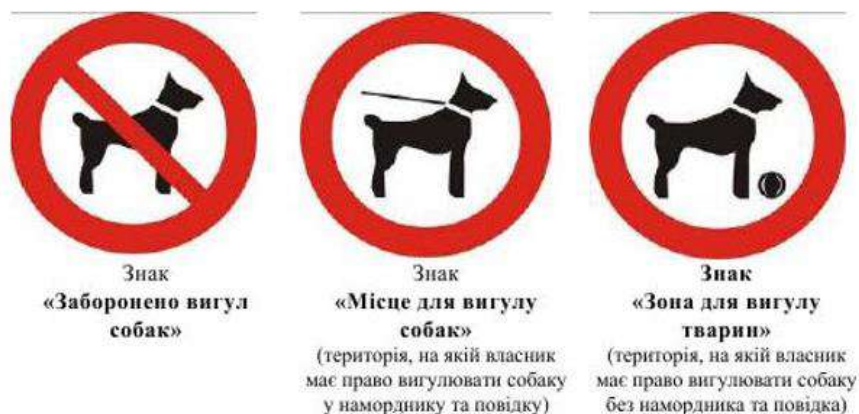 Знак
«Заборонено вигул
собак»
Знак
«Місце для вигулу
собак»
(територія, на якій власник
має право вигулювати собаку
у наморднику та повідку)
Знак
«Зона для вигулу
тварин»
(територія, на якій власник
має право вигулювати собаку
без намордника та повідка)